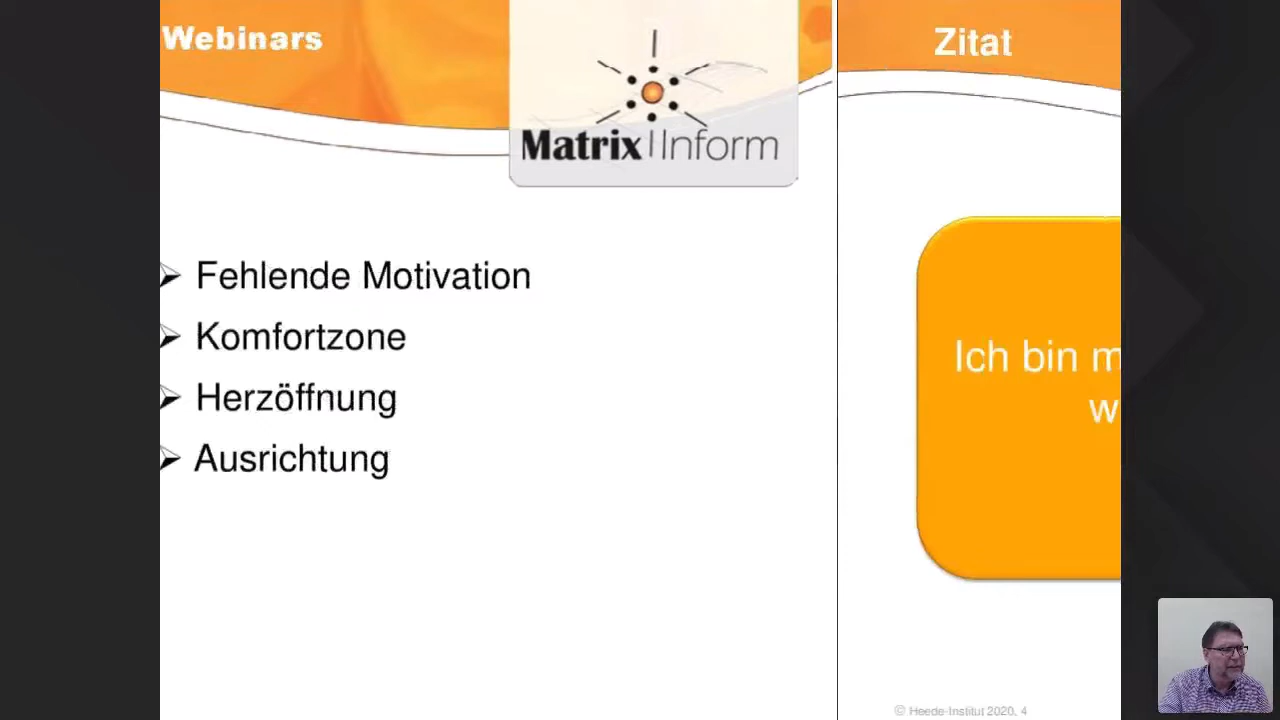 Webinars
Matrix Inform
Fehlende Motivation
Komfortzone
Herzöffnung
Ausrichtung
Zitat
Ich bin m
w
© Heede-Institut 2020, 4